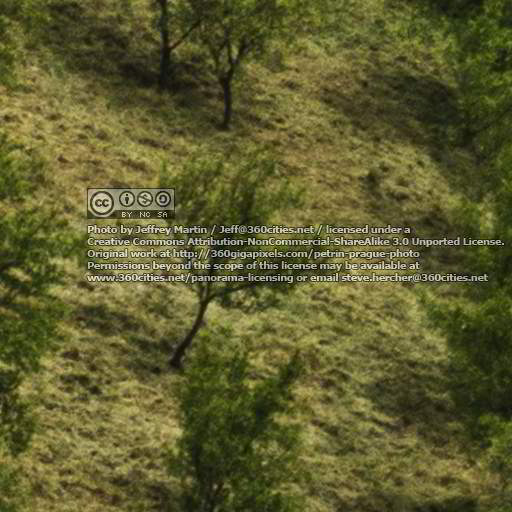 cc
BY NC SA
Photo by Jeffrey Martin / Jeff@360cities.net / licensed under a
Creative Commons Attribution-NonCommercial-ShareAlike 3.0 Unported License.
Original work at http://360gigapixels.com/petrin-prague-photo
Permissions beyond the scope of this license may be available at
www.360cities.net/panorama-licensing or email steve.hercher@360cities.net